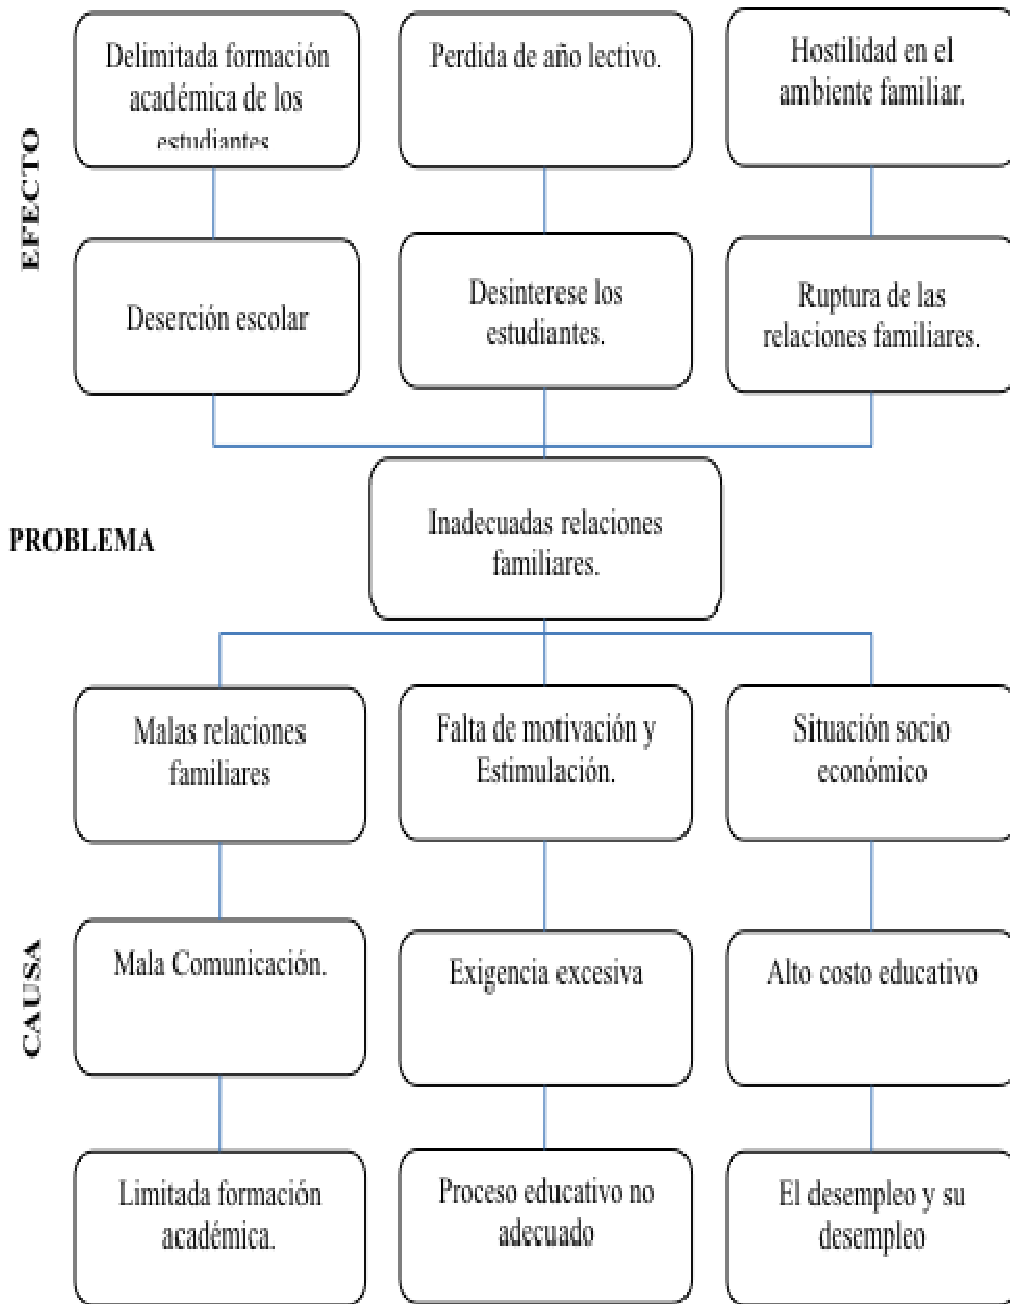 Delimitada formación
académica de los
estudiantes
Perdida de año lectivo.
Hostilidad en el
ambiente familiar.
EFECTO
Deserción escolar
Desinterese los
estudiantes.
Ruptura de las
relaciones familiares.
PROBLEMA
Inadecuadas relaciones
familiares.
Malas relaciones
familiares
Falta de motivación y
Estimulación.
Situación socio
económico
CAUSA
Mala Comunicación.
Exigencia excesiva
Alto costo educativo
Limitada formación
académica.
Proceso educativo no
adecuado
El desempleo y su
desempleo